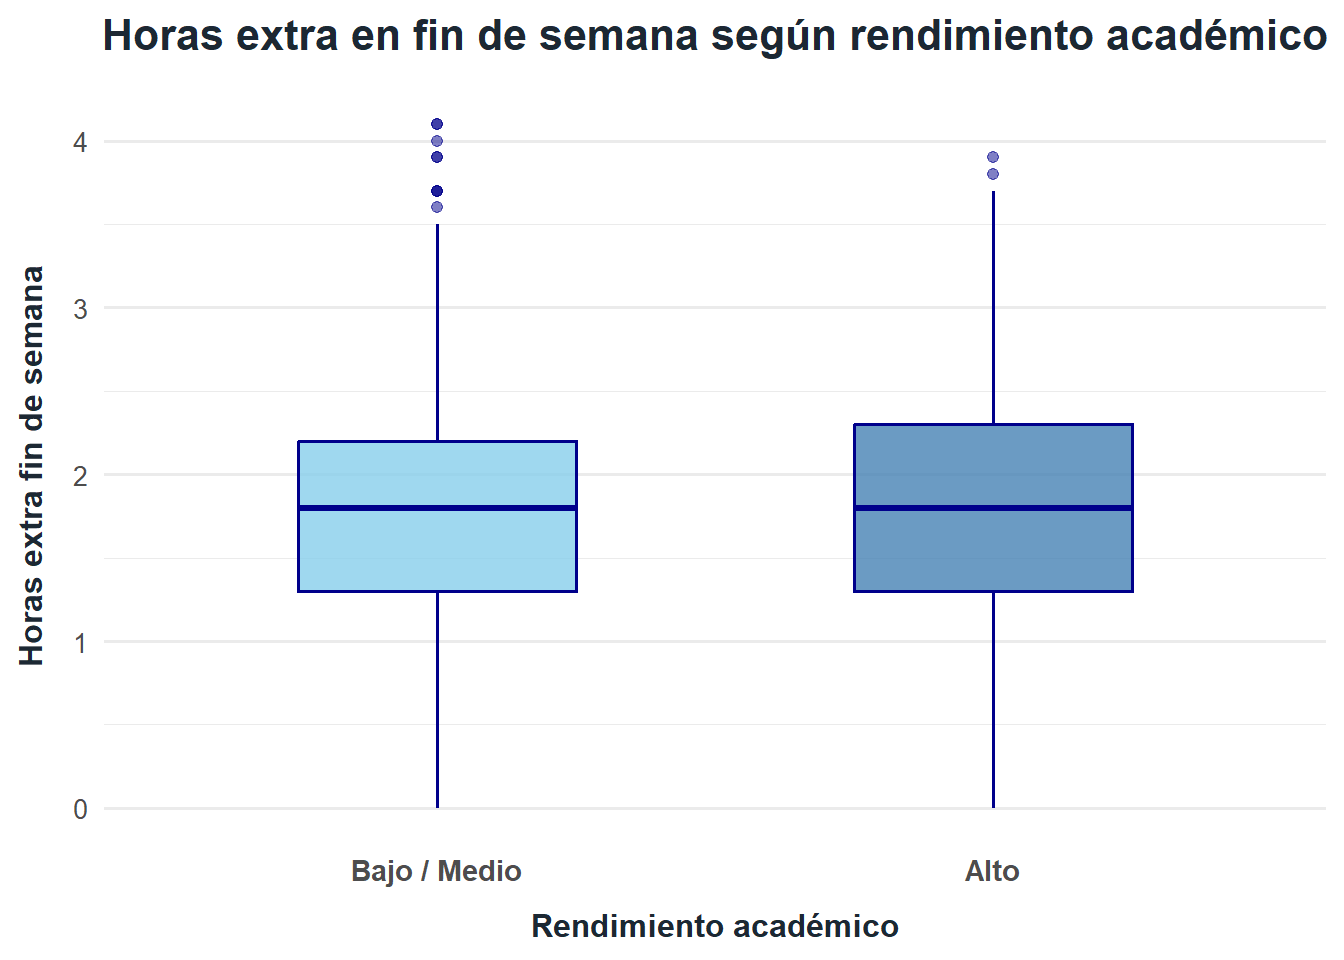 Horas extra en fin de semana según rendimiento académico
Horas extra fin de semana
4
3
2
1
0
Bajo / Medio
Alto
Rendimiento académico